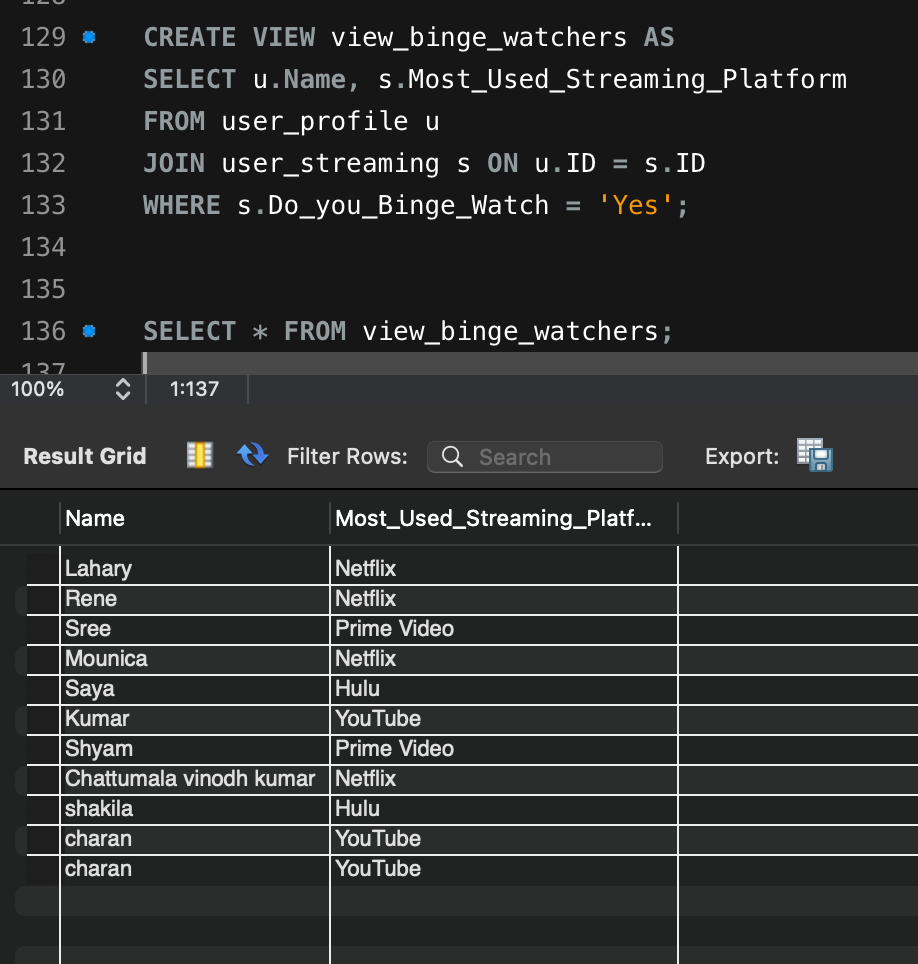 128
129 CREATE VIEW view_binge_watchers AS
130 SELECT u.Name, s.Most_Used_Streaming_Platform
131 FROM user_profile u
132 JOIN user_streaming s ON u.ID = s.ID
133 WHERE s.Do_you_Binge_Watch = 'Yes';
134
135
136 SELECT * FROM view_binge_watchers;
137
100% 1:137
Result Grid Filter Rows: Search Export:
Name Most_Used_Streaming_Platf...
Lahary Netflix
Rene Netflix
Sree Prime Video
Mounica Netflix
Saya Hulu
Kumar YouTube
Shyam Prime Video
Chattumala vinodh kumar Netflix
shakila Hulu
charan YouTube
charan YouTube